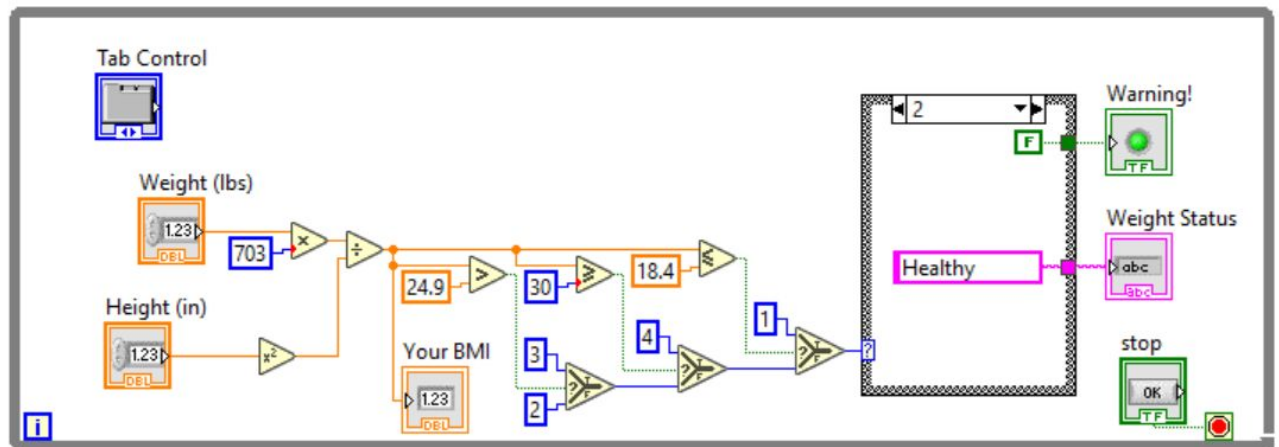 Tab Control
2
Warning!
F
TF
Weight (lbs)
1.23
DBL
703
Weight Status
24.9
30
18.4
Healthy
abc
abc
Height (in)
1.23
DBL
1
4
Your BMI
3
stop
1.23
DBL
2
OK
TF
i